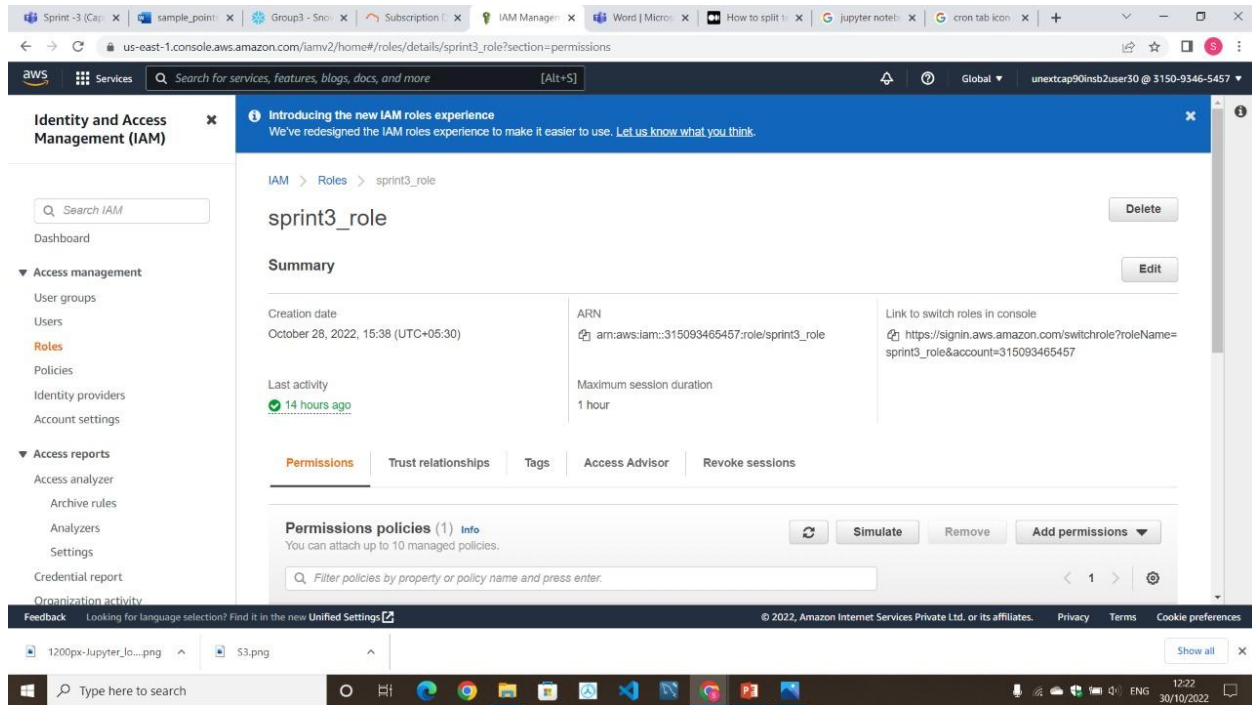 Sprint -3 (Cap
sample_point
Group3 - Snov
Subscription D
IAM Managen
Word | Micros
How to split t
jupyter noteb
cron tab icon
us-east-1.console.aws.amazon.com/iamv2/home#/roles/details/sprint3_role?section=permissions
S
aws
Services
Search for services, features, blogs, docs, and more
[Alt+S]
Global
unextcap90insb2user30 @ 3150-9346-5457
Identity and Access
Management (IAM)
Search IAM
Dashboard
Access management
User groups
Users
Roles
Policies
Identity providers
Account settings
Access reports
Access analyzer
Archive rules
Analyzers
Settings
Credential report
Organization activity
Introducing the new IAM roles experience
We've redesigned the IAM roles experience to make it easier to use. Let us know what you think.
IAM > Roles > sprint3_role
sprint3_role
Delete
Summary
Edit
Creation date
October 28, 2022, 15:38 (UTC+05:30)
ARN
arn:aws:iam::315093465457:role/sprint3_role
Link to switch roles in console
https://signin.aws.amazon.com/switchrole?roleName=
sprint3_role&account=315093465457
Last activity
14 hours ago
Maximum session duration
1 hour
Permissions
Trust relationships
Tags
Access Advisor
Revoke sessions
Permissions policies (1) Info
You can attach up to 10 managed policies.
Simulate
Remove
Add permissions
Filter policies by property or policy name and press enter.
1
Feedback
Looking for language selection? Find it in the new Unified Settings
© 2022, Amazon Internet Services Private Ltd. or its affiliates.
Privacy
Terms
Cookie preferences
1200px-Jupyter_lo....png
S3.png
Show all
Type here to search
ENG
12:22
30/10/2022